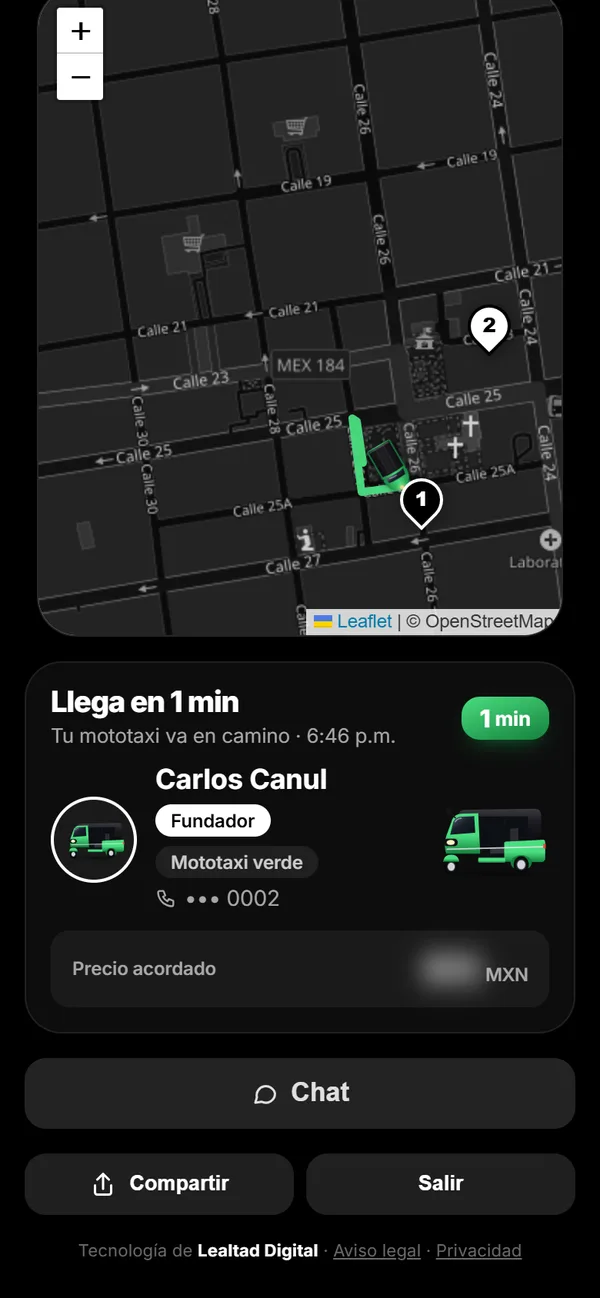 +
−
28
Calle 26
Calle 24
Calle 19
Calle 19
Calle 26
Calle 21
Calle 21
Calle 21
Calle 24
2
MEX 184
Calle 23
Calle 28
Calle 25
Calle 30
Calle 25
Calle 26
Calle 25
Calle 24
Calle 30
Calle 25A
Calle 25A
1
Calle 27
Calle 26
Calle
Leaflet | © OpenStreetMap
Llega en 1 min
1 min
Tu mototaxi va en camino · 6:46 p.m.
Carlos Canul
Fundador
Mototaxi verde
••• 0002
Precio acordado
MXN
Chat
Compartir
Salir
Tecnología de Lealtad Digital · Aviso legal · Privacidad